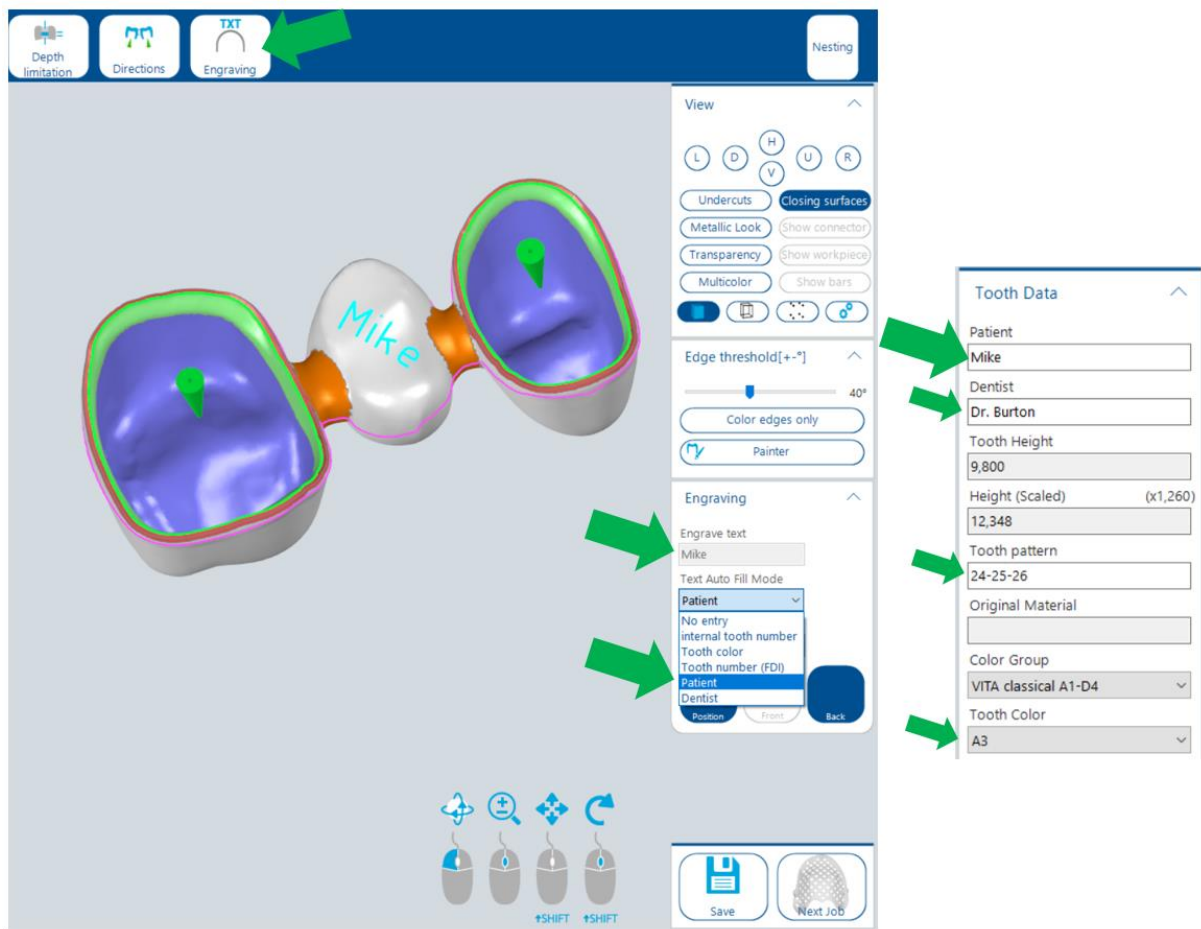 Depth
limitation
Directions
TXT
Engraving
Nesting
Mike
View
L D H V U R
Undercuts Closing surfaces
Metallic Look Show connector
Transparency Show workpiece
Multicolor Show bars
Edge threshold[+-°]
40°
Color edges only
Painter
Engraving
Engrave text
Mike
Text Auto Fill Mode
Patient
No entry
internal tooth number
Tooth color
Tooth number (FDI)
Patient
Dentist
Position Front Back
SHIFT SHIFT
Save Next Job
Tooth Data
Patient
Mike
Dentist
Dr. Burton
Tooth Height
9,800
Height (Scaled) (x1,260)
12,348
Tooth pattern
24-25-26
Original Material
Color Group
VITA classical A1-D4
Tooth Color
A3